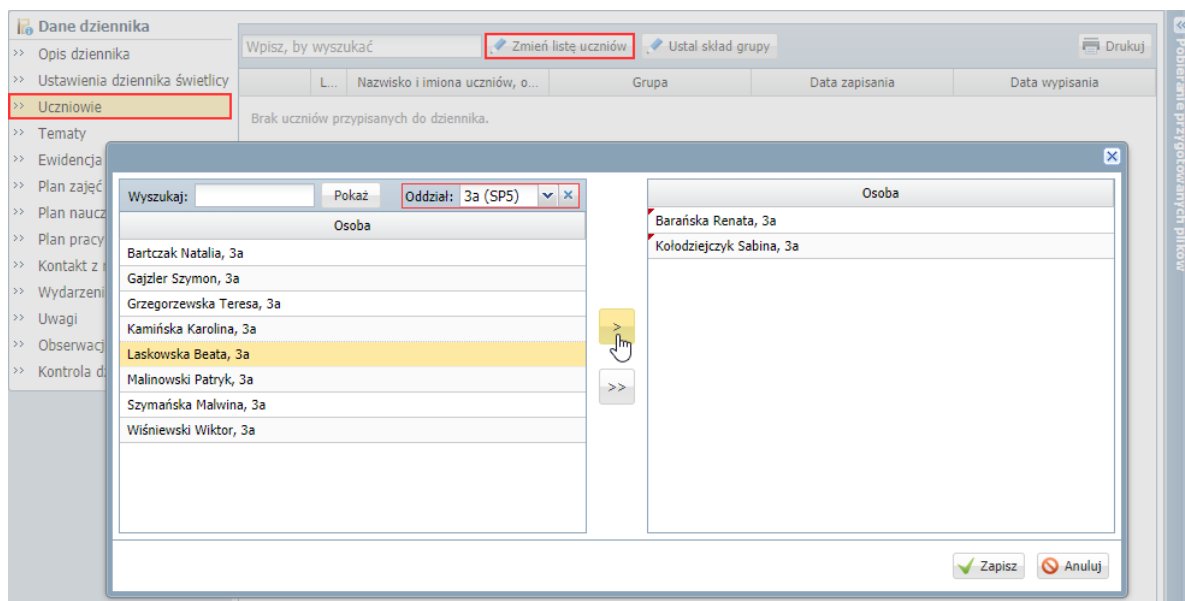 Dane dziennika
>> Opis dziennika
>> Ustawienia dziennika świetlicy
>> Uczniowie
>> Tematy
>> Ewidencja
>> Plan zajęć
>> Plan naucz
>> Plan pracy
>> Kontakt z
>> Wydarzeni
>> Uwagi
>> Obserwacj
>> Kontrola d
Wpisz, by wyszukać Zmień listę uczniów Ustal skład grupy Drukuj
L... Nazwisko i imiona uczniów, o... Grupa Data zapisania Data wypisania
Brak uczniów przypisanych do dziennika.
Wyszukaj: Pokaż Oddział: 3a (SP5)
Osoba
Bartczak Natalia, 3a
Gajzler Szymon, 3a
Grzegorzewska Teresa, 3a
Kamińska Karolina, 3a
Laskowska Beata, 3a
Malinowski Patryk, 3a
Szymańska Malwina, 3a
Wiśniewski Wiktor, 3a
>
>>
Osoba
Barańska Renata, 3a
Kołodziejczyk Sabina, 3a
Zapisz Anuluj
Pobieranie przygotowanych plików